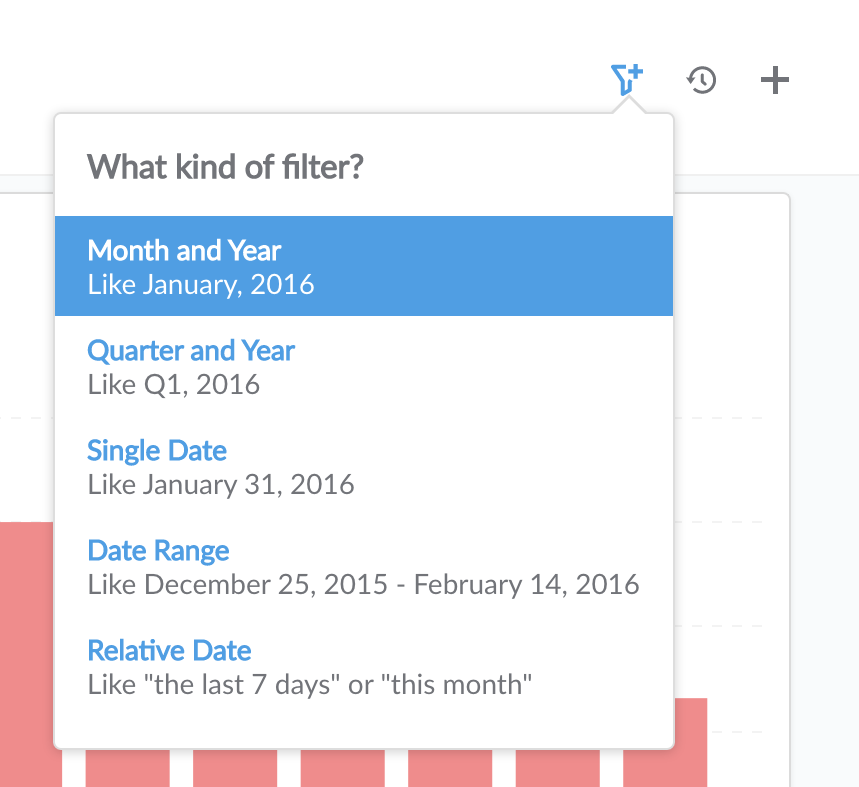 What kind of filter?
Month and Year
Like January, 2016
Quarter and Year
Like Q1, 2016
Single Date
Like January 31, 2016
Date Range
Like December 25, 2015 - February 14, 2016
Relative Date
Like "the last 7 days" or "this month"